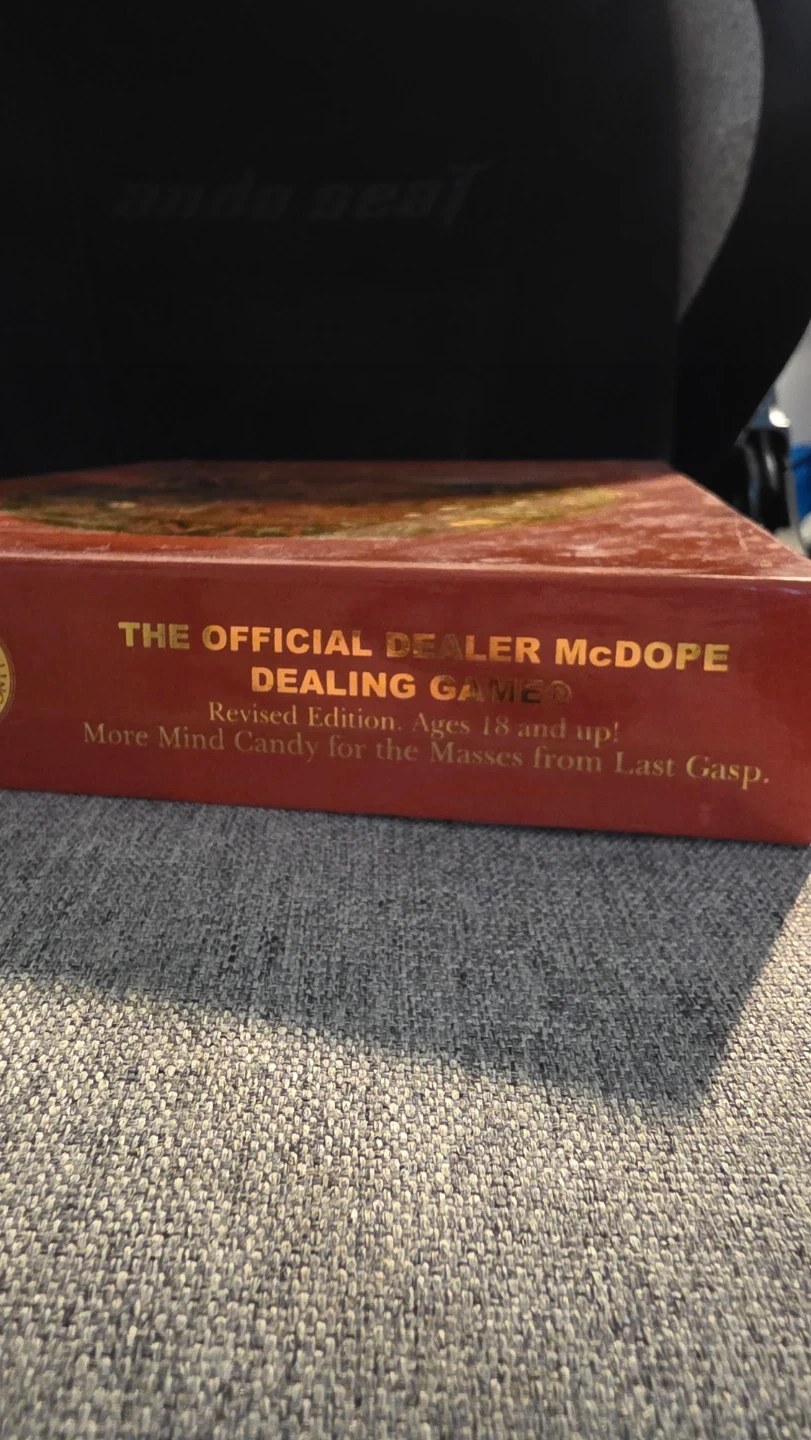 THE OFFICIAL DEALER McDOPE
DEALING GAME®
Revised Edition. Ages 18 and up!
More Mind Candy for the Masses from Last Gasp.